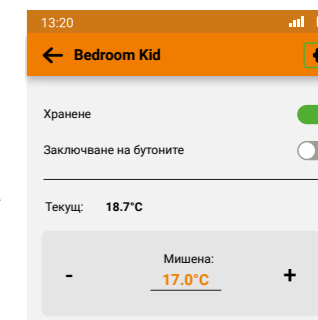 13:20
Bedroom Kid
Хранене
Заключване на бутоните
Текущ: 18.7°C
Мишена:
- 17.0°C +